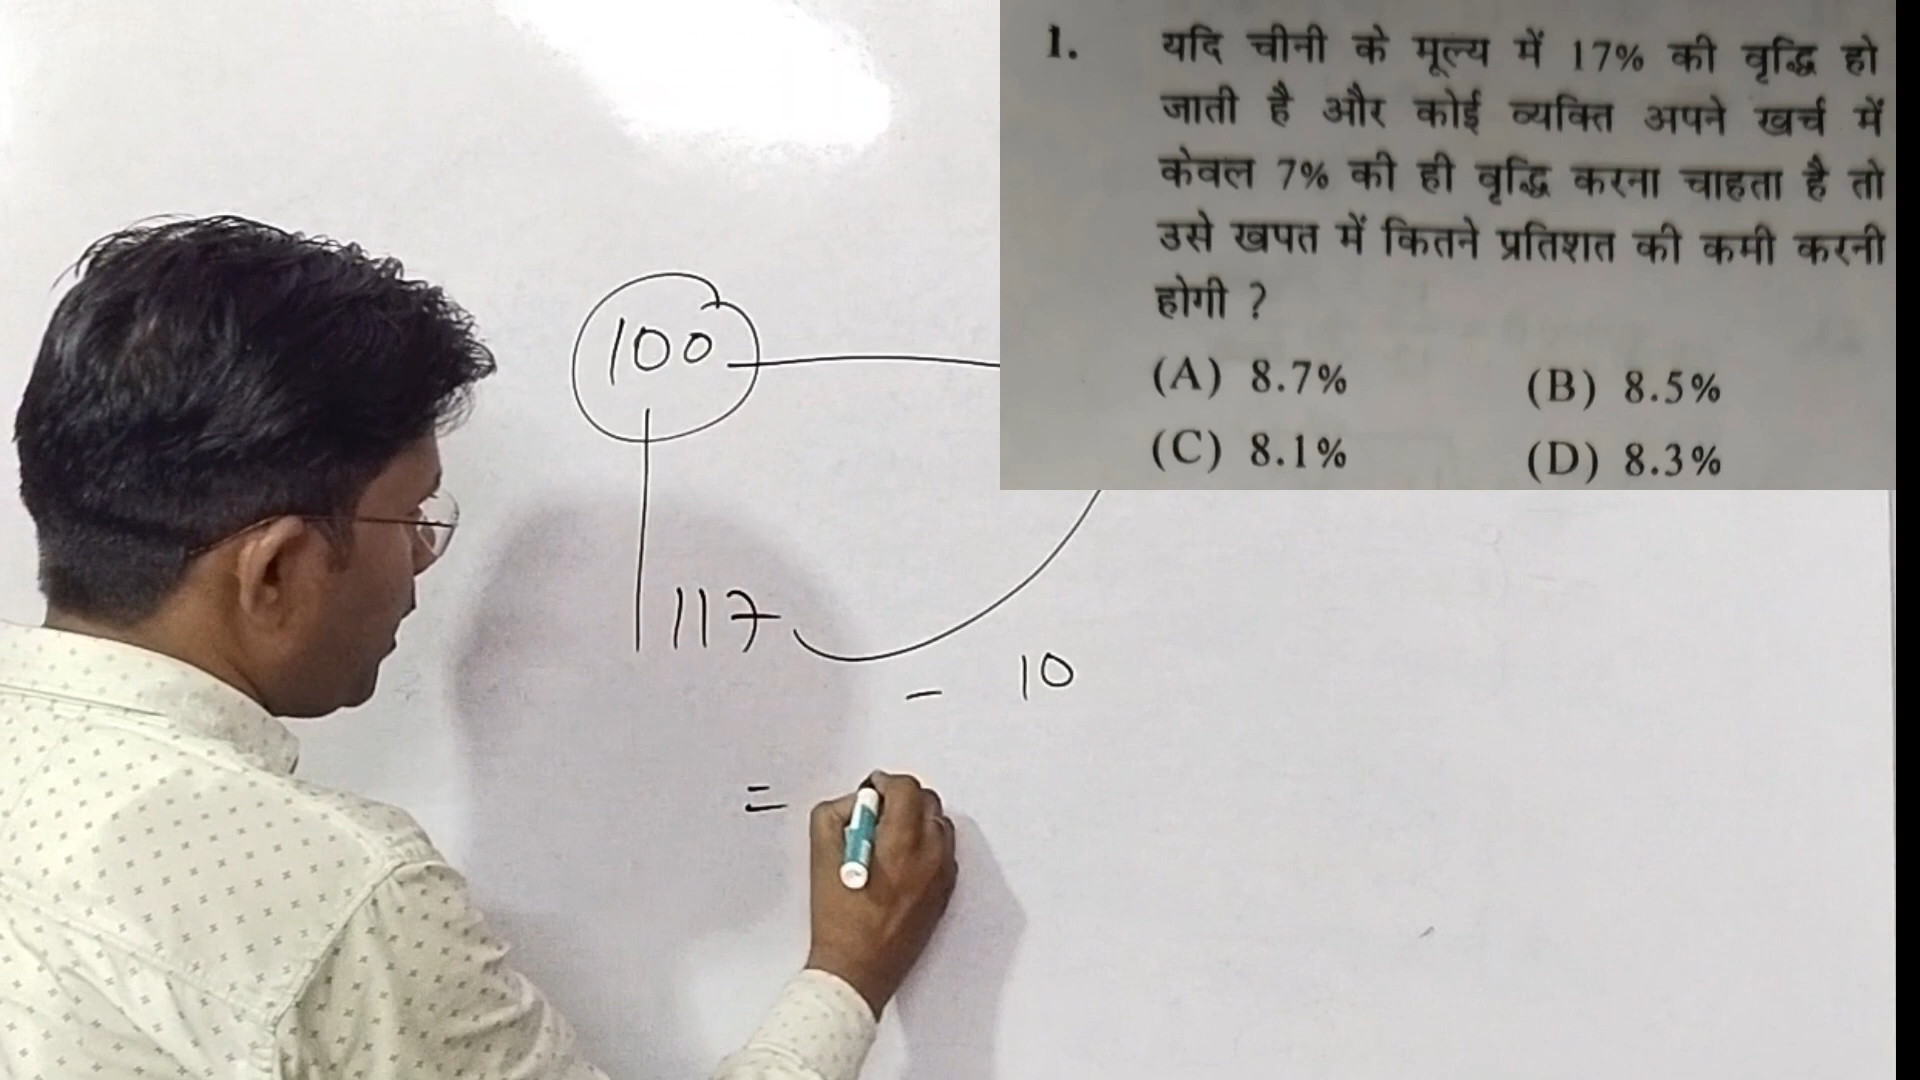 1. यदि चीनी के मूल्य में 17% की वृद्धि हो
जाती है और कोई व्यक्ति अपने खर्च में
केवल 7% की ही वृद्धि करना चाहता है तो
उसे खपत में कितने प्रतिशत की कमी करनी
होगी ?
(A) 8.7% (B) 8.5%
(C) 8.1% (D) 8.3%
100
117
- 10
=